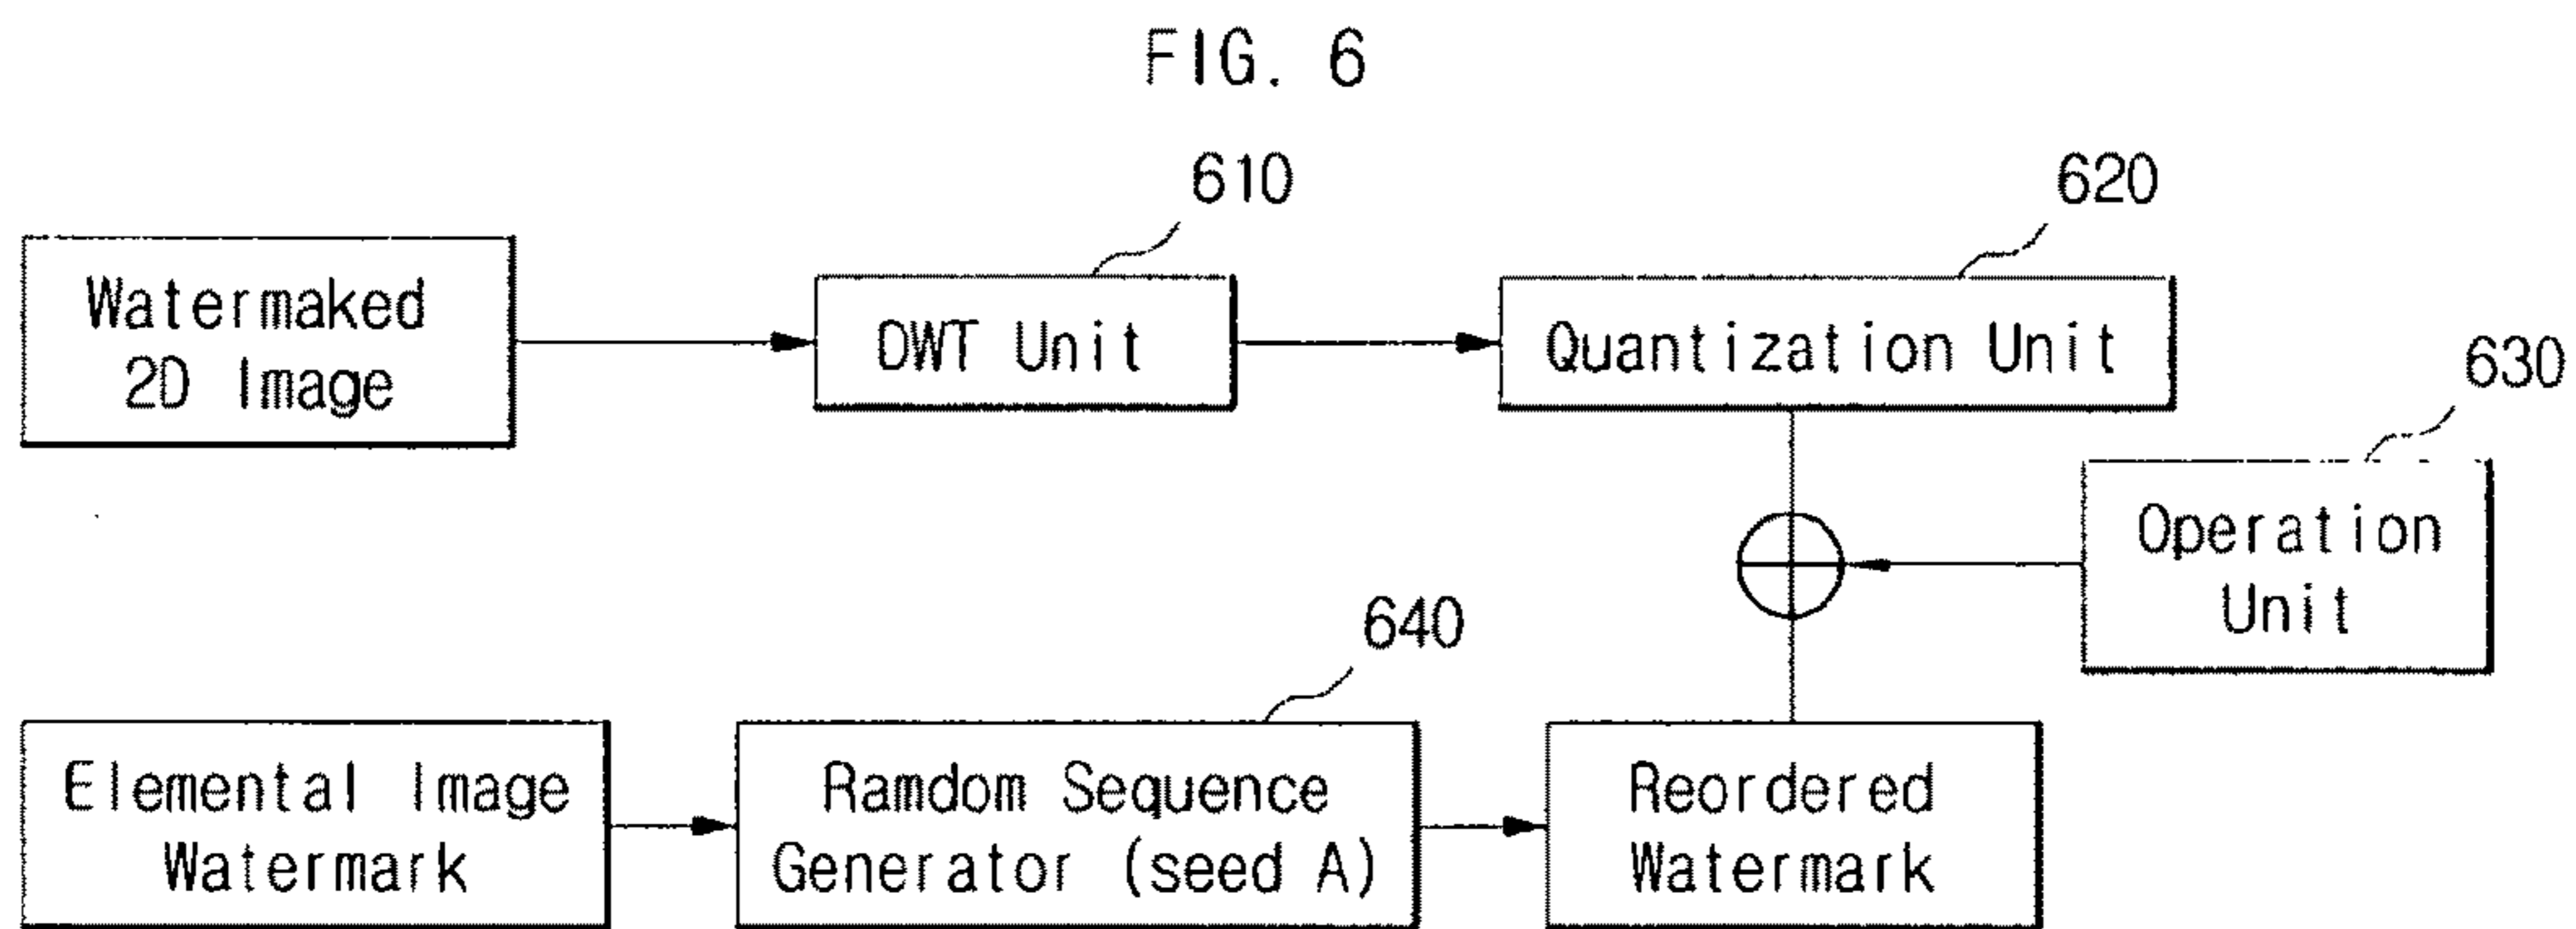 FIG. 6
610
620
Watermaked
2D Image
DWT Unit
Quantization Unit
630
Operation
Unit
640
Elemental Image
Watermark
Ramdom Sequence
Generator (seed A)
Reordered
Watermark